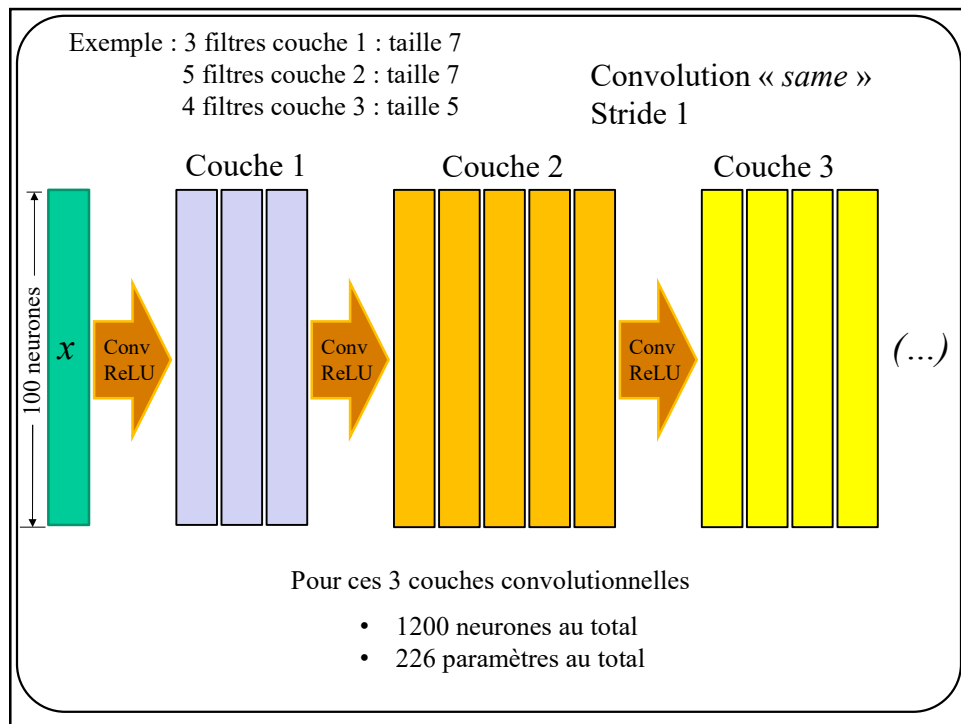 Exemple : 3 filtres couche 1 : taille 7
5 filtres couche 2 : taille 7
4 filtres couche 3 : taille 5
Convolution « same »
Stride 1
Couche 1
Couche 2
Couche 3
100 neurones
x
Conv
ReLU
Conv
ReLU
Conv
ReLU
(...)
Pour ces 3 couches convolutionnelles
• 1200 neurones au total
• 226 paramètres au total